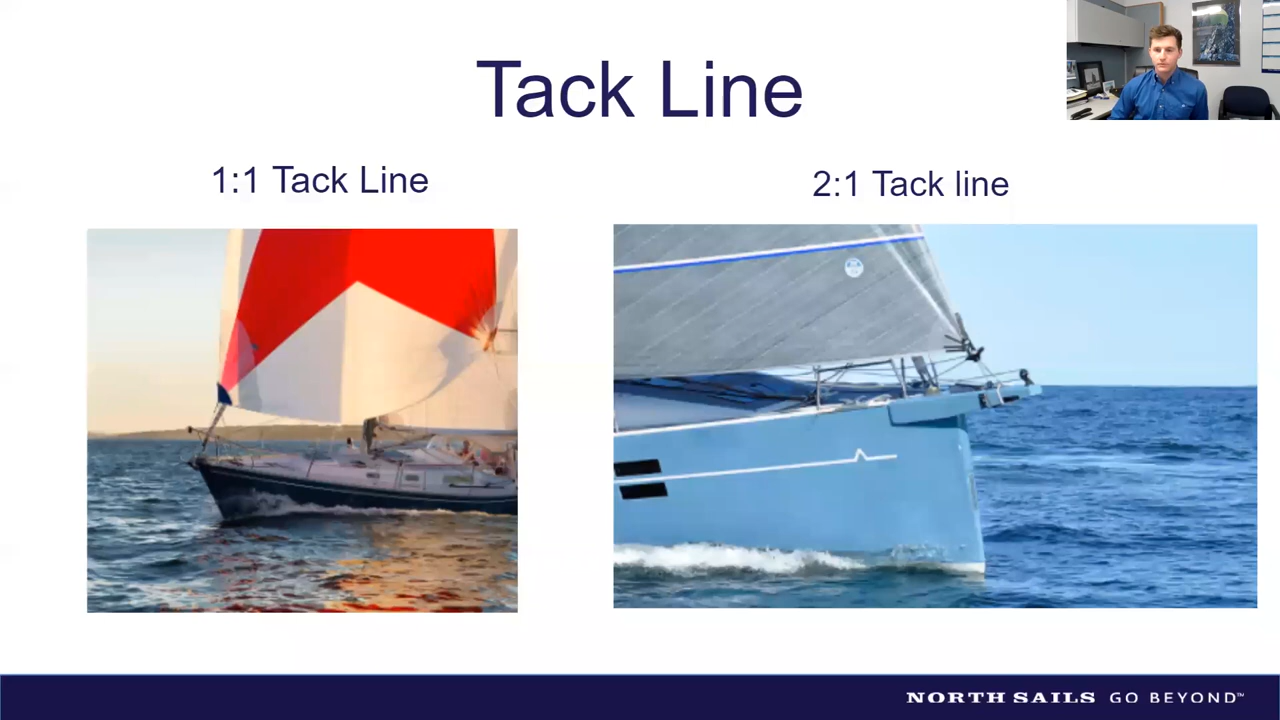 Tack Line
1:1 Tack Line
2:1 Tack line
NORTH SAILS GO BEYOND™